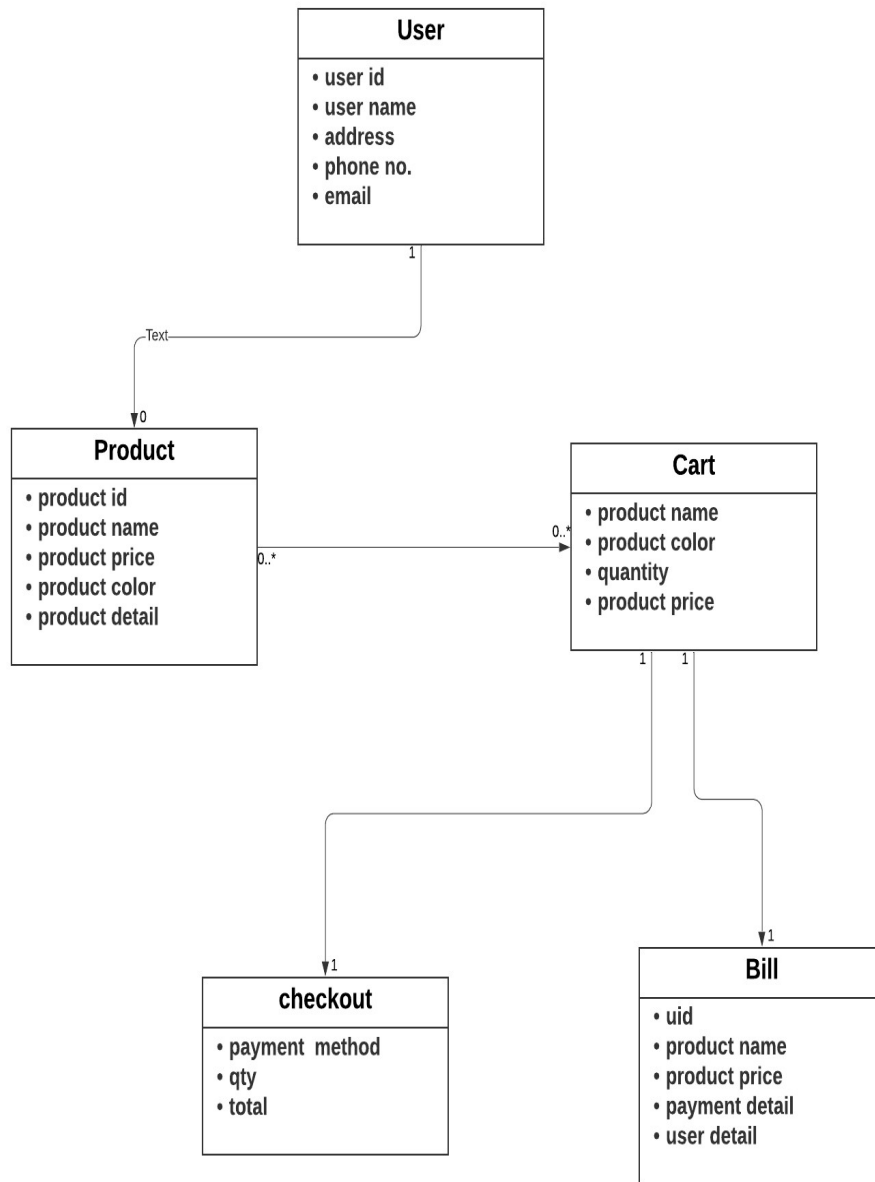 User
• user id
• user name
• address
• phone no.
• email
1
Text
0
Product
• product id
• product name
• product price
• product color
• product detail
0..*
0..*
Cart
• product name
• product color
• quantity
• product price
1
1
1
checkout
• payment  method
• qty
• total
1
Bill
• uid
• product name
• product price
• payment detail
• user detail